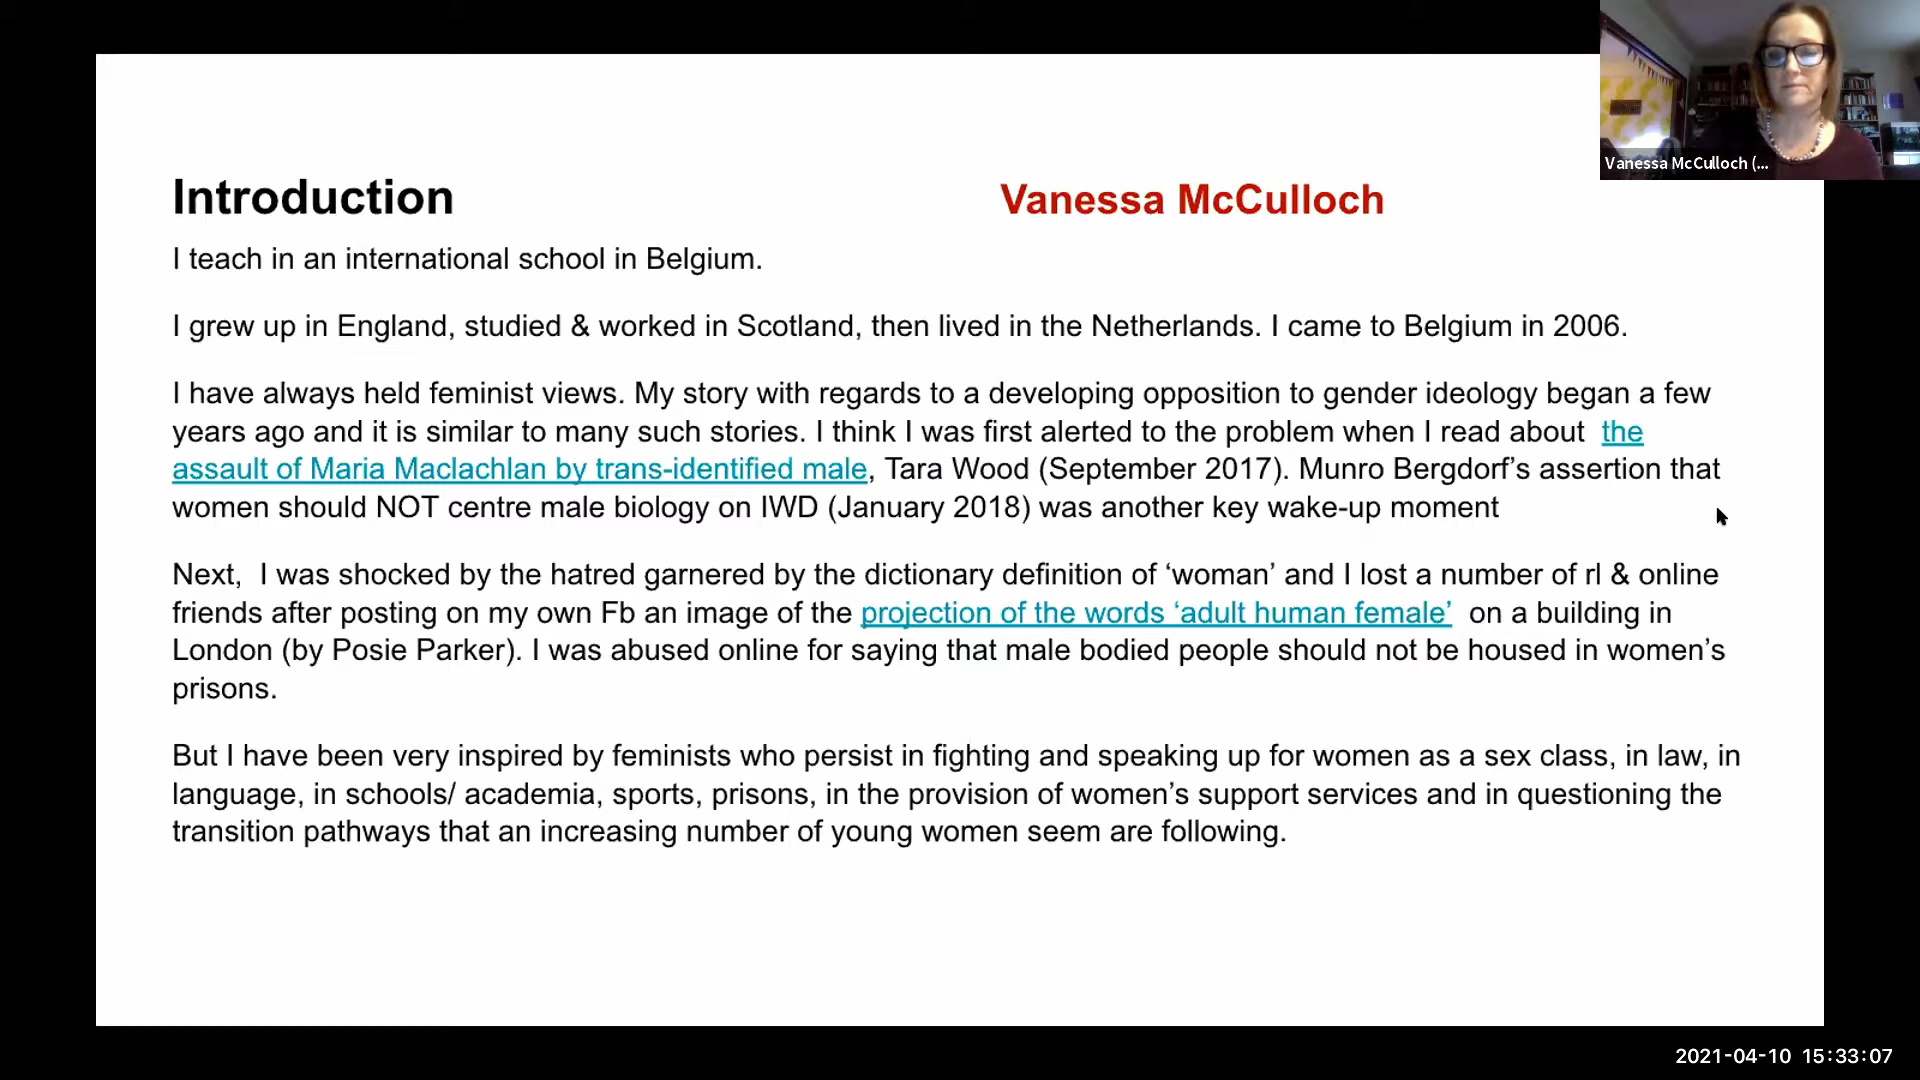 Vanessa McCulloch (...
Introduction
Vanessa McCulloch
I teach in an international school in Belgium.
I grew up in England, studied & worked in Scotland, then lived in the Netherlands. I came to Belgium in 2006.
I have always held feminist views. My story with regards to a developing opposition to gender ideology began a few
years ago and it is similar to many such stories. I think I was first alerted to the problem when I read about  the
assault of Maria Maclachlan by trans-identified male, Tara Wood (September 2017). Munro Bergdorf’s assertion that
women should NOT centre male biology on IWD (January 2018) was another key wake-up moment
Next,  I was shocked by the hatred garnered by the dictionary definition of ‘woman’ and I lost a number of rl & online
friends after posting on my own Fb an image of the projection of the words ‘adult human female’  on a building in
London (by Posie Parker). I was abused online for saying that male bodied people should not be housed in women’s
prisons.
But I have been very inspired by feminists who persist in fighting and speaking up for women as a sex class, in law, in
language, in schools/ academia, sports, prisons, in the provision of women’s support services and in questioning the
transition pathways that an increasing number of young women seem are following.
2021-04-10 15:33:07